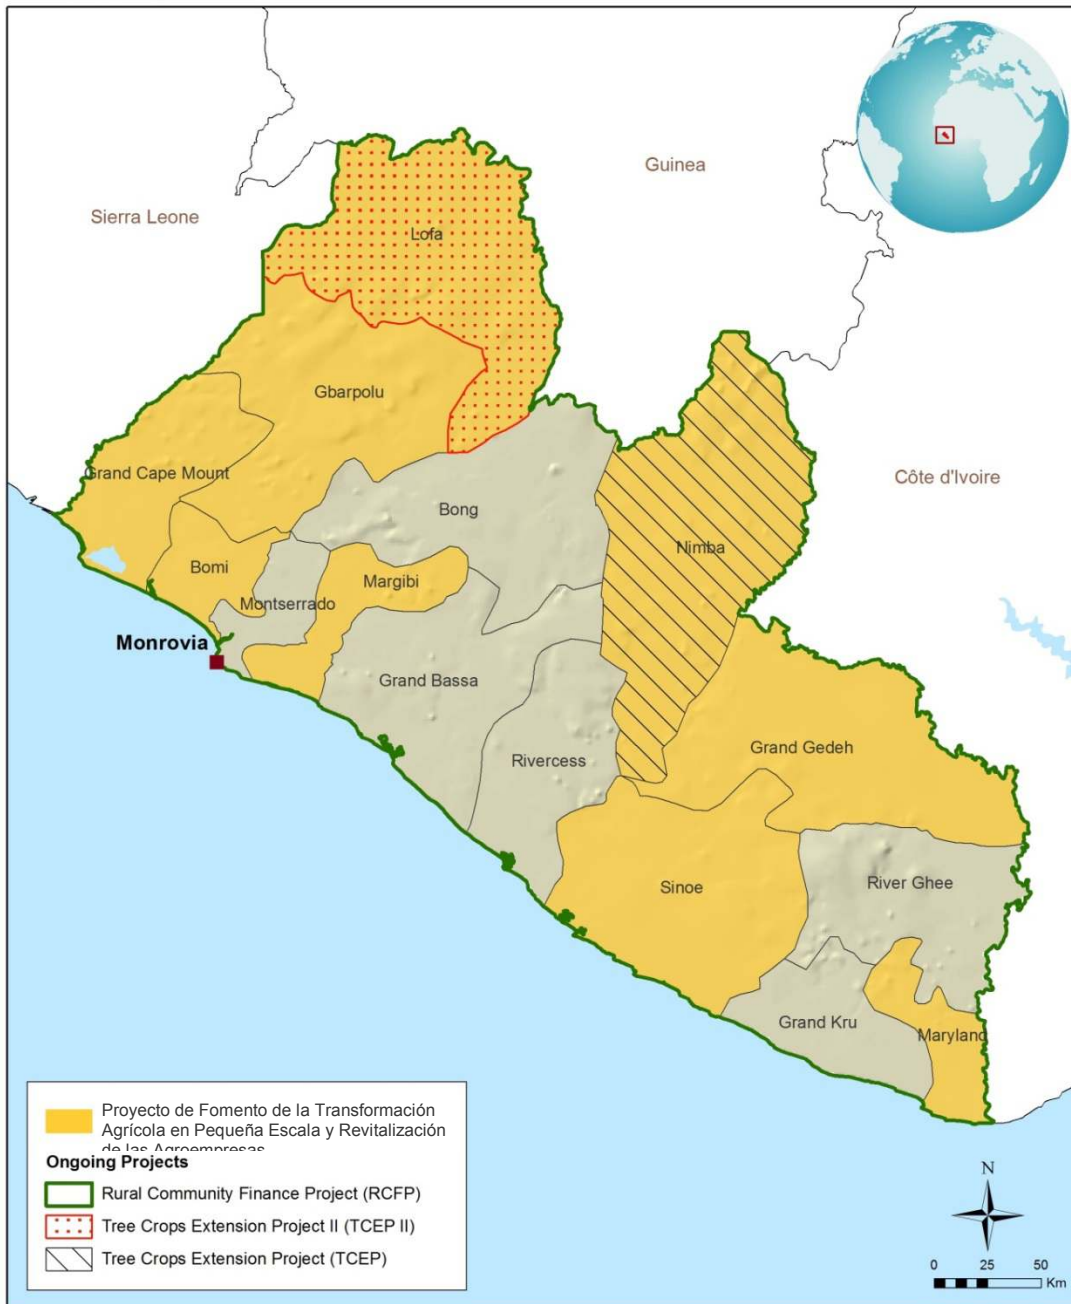 Guinea
Sierra Leone
Lofa
Gbarpolu
Grand Cape Mount
Côte d'Ivoire
Bong
Nimba
Bomi
Margibi
Montserrado
Monrovia
Grand Bassa
Rivercess
Grand Gedeh
Sinoe
River Ghee
Grand Kru
Maryland
Proyecto de Fomento de la Transformación
Agrícola en Pequeña Escala y Revitalización
de las Agroempresas
Ongoing Projects
Rural Community Finance Project (RCFP)
Tree Crops Extension Project II (TCEP II)
Tree Crops Extension Project (TCEP)
N
0 25 50
Km